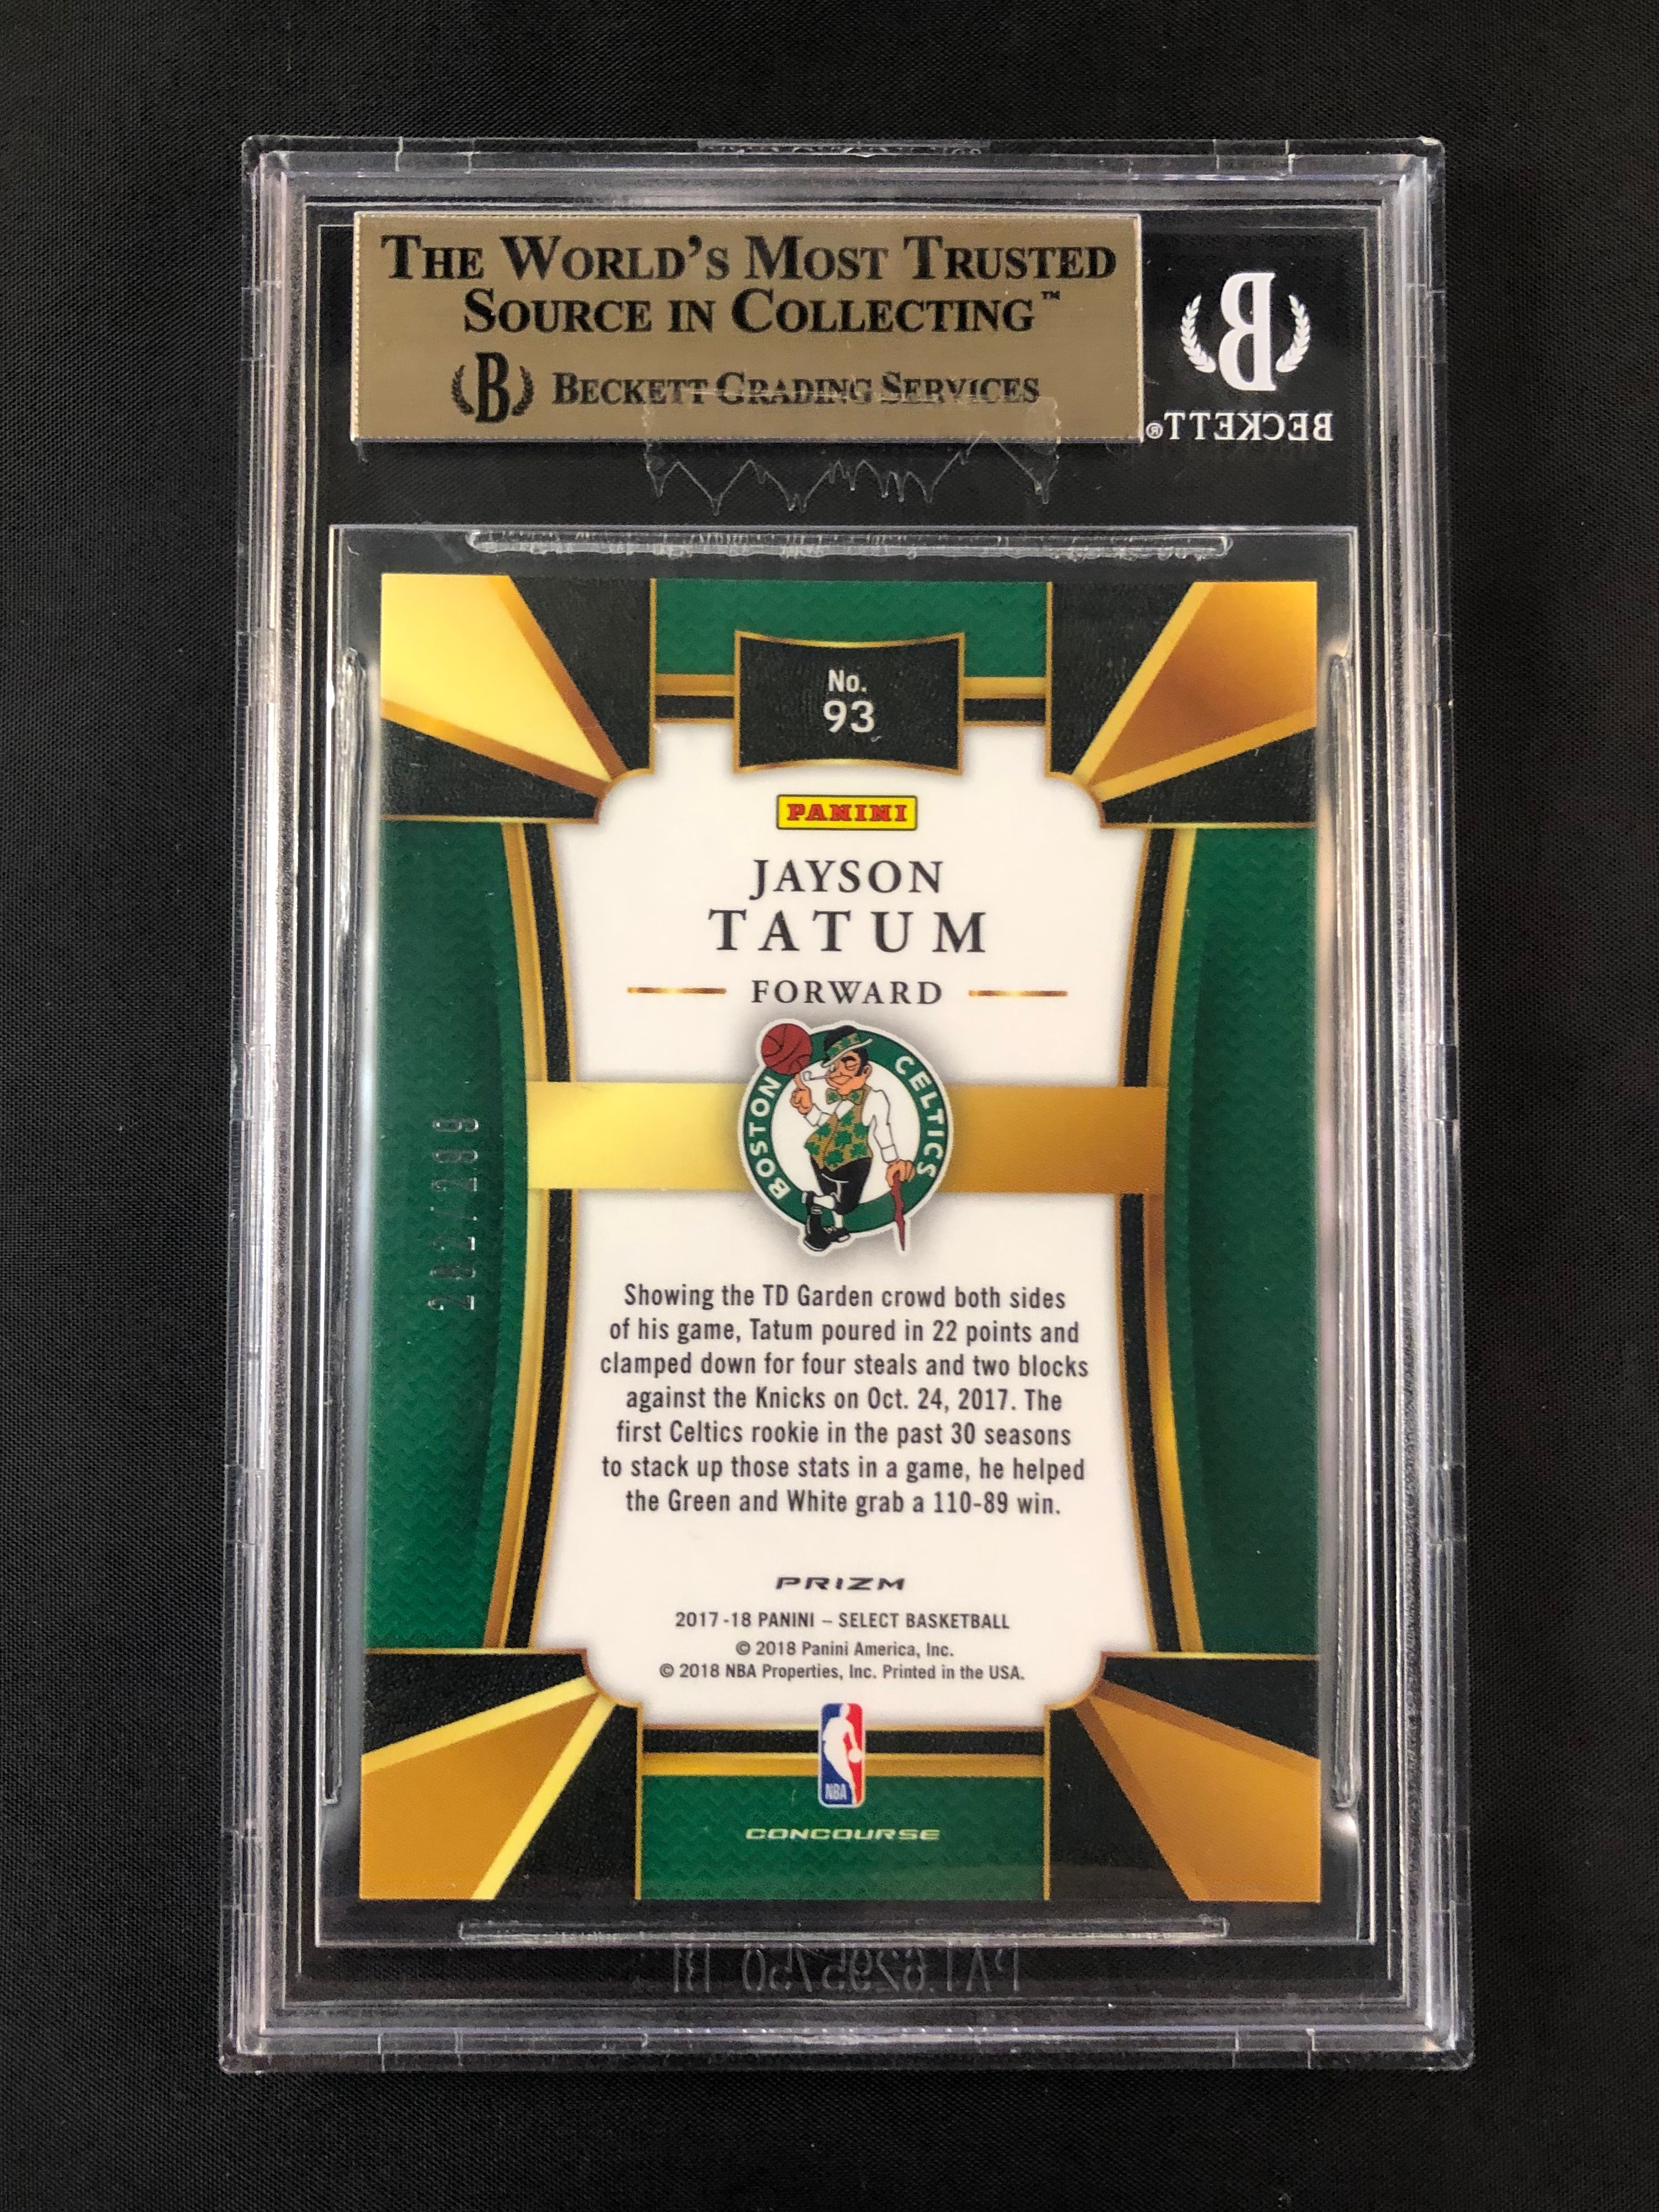 THE WORLD'S MOST TRUSTED
SOURCE IN COLLECTING™
B BECKETT GRADING SERVICES
B
BECKETT®
No.
93
PANINI
JAYSON
TATUM
FORWARD
BOSTON CELTICS
202/299
Showing the TD Garden crowd both sides
of his game, Tatum poured in 22 points and
clamped down for four steals and two blocks
against the Knicks on Oct. 24, 2017. The
first Celtics rookie in the past 30 seasons
to stack up those stats in a game, he helped
the Green and White grab a 110-89 win.
PRIZM
2017-18 PANINI – SELECT BASKETBALL
© 2018 Panini America, Inc.
© 2018 NBA Properties, Inc. Printed in the USA.
NBA
CONCOURSE